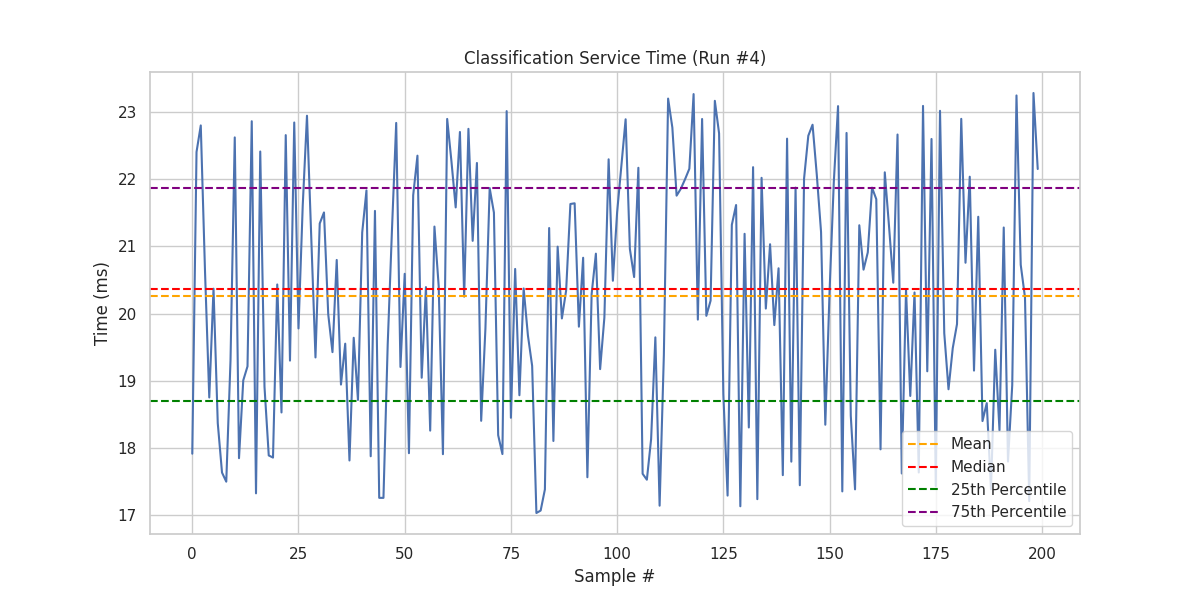 Classification Service Time (Run #4)
Time (ms)
23
22
21
20
19
18
17
0 25 50 75 100 125 150 175 200
Sample #
Mean
Median
25th Percentile
75th Percentile